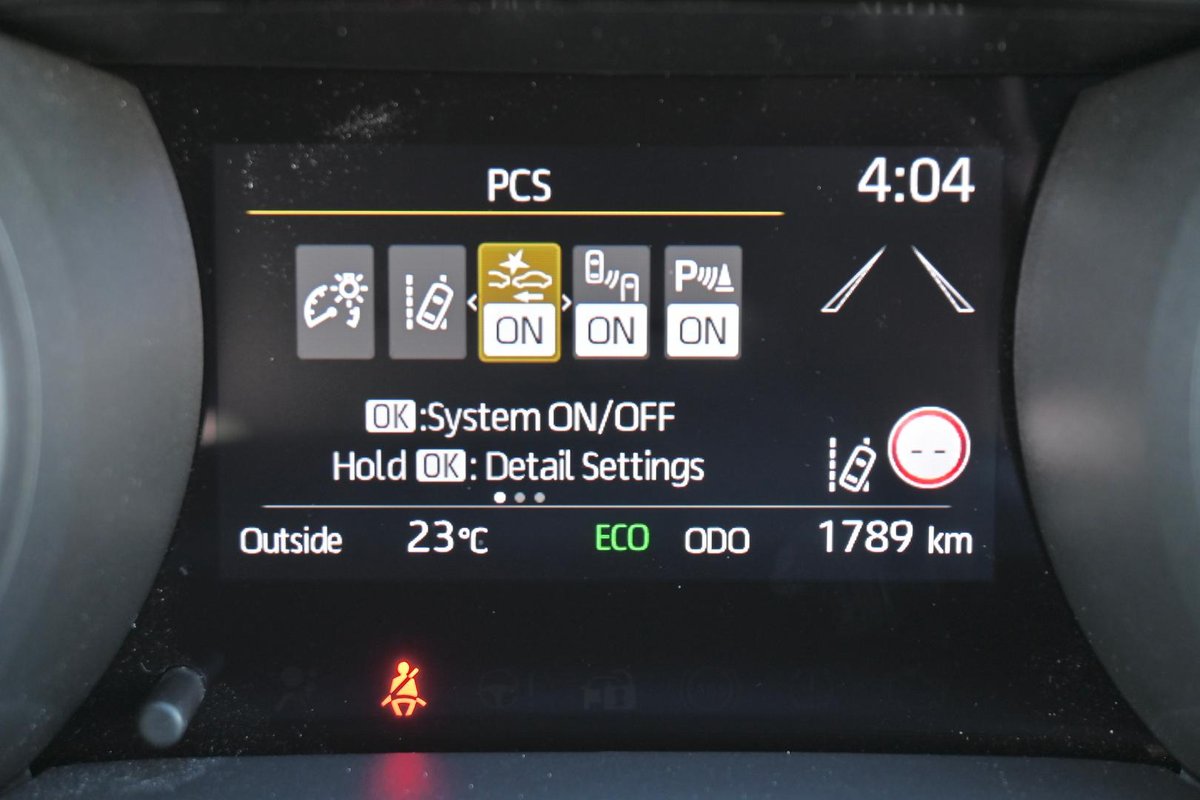 PCS
4:04
ON ON P ON
OK:System ON/OFF
Hold OK: Detail Settings
--
Outside 23°C ECO ODO 1789 km